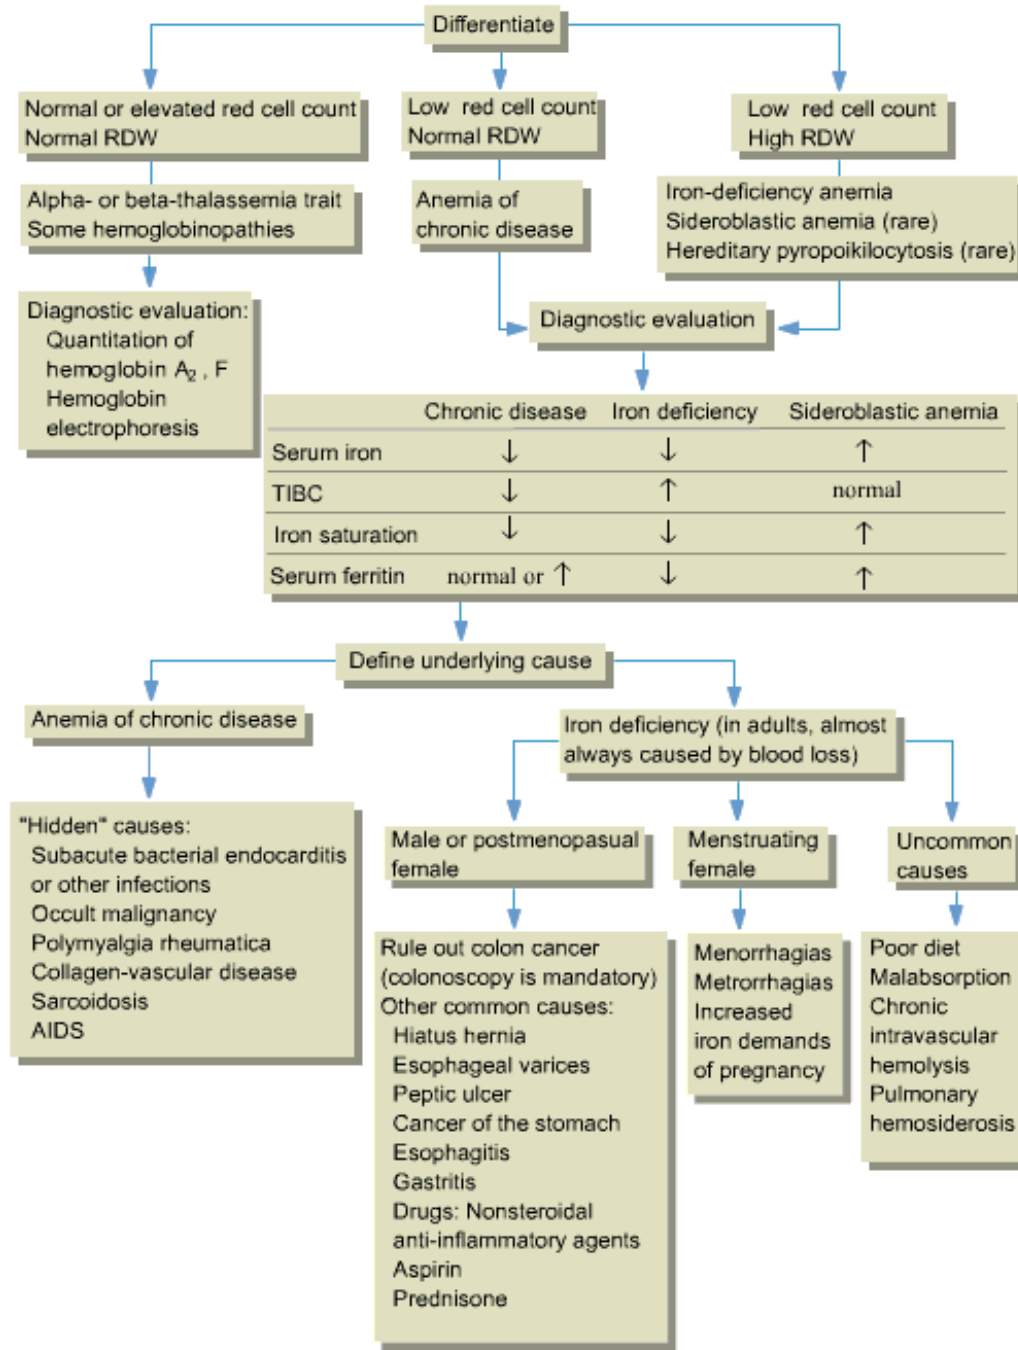 Differentiate
Normal or elevated red cell count
Normal RDW
Low red cell count
Normal RDW
Low red cell count
High RDW
Alpha- or beta-thalassemia trait
Some hemoglobinopathies
Anemia of
chronic disease
Iron-deficiency anemia
Sideroblastic anemia (rare)
Hereditary pyropoikilocytosis (rare)
Diagnostic evaluation:
Quantitation of
hemoglobin A₂ , F
Hemoglobin
electrophoresis
Diagnostic evaluation
Chronic disease Iron deficiency Sideroblastic anemia
Serum iron ↓ ↓ ↑
TIBC ↓ ↑ normal
Iron saturation ↓ ↓ ↑
Serum ferritin normal or ↑ ↓ ↑
Define underlying cause
Anemia of chronic disease
Iron deficiency (in adults, almost
always caused by blood loss)
"Hidden" causes:
Subacute bacterial endocarditis
or other infections
Occult malignancy
Polymyalgia rheumatica
Collagen-vascular disease
Sarcoidosis
AIDS
Male or postmenopasual
female
Menstruating
female
Uncommon
causes
Rule out colon cancer
(colonoscopy is mandatory)
Other common causes:
Hiatus hernia
Esophageal varices
Peptic ulcer
Cancer of the stomach
Esophagitis
Gastritis
Drugs: Nonsteroidal
anti-inflammatory agents
Aspirin
Prednisone
Menorrhagias
Metrorrhagias
Increased
iron demands
of pregnancy
Poor diet
Malabsorption
Chronic
intravascular
hemolysis
Pulmonary
hemosiderosis